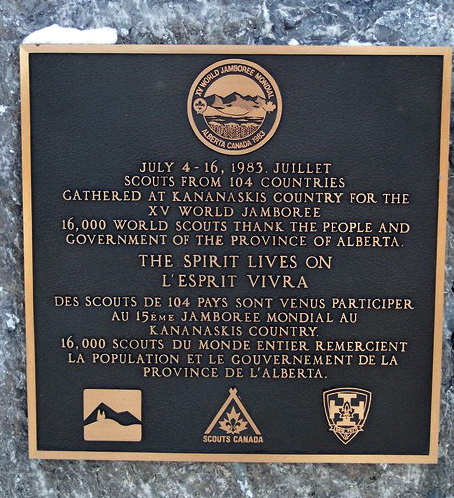 XV WORLD JAMBOREE MONDIAL
ALBERTA CANADA 1983
JULY 4-16, 1983. JUILLET
SCOUTS FROM 104 COUNTRIES
GATHERED AT KANANASKIS COUNTRY FOR THE
XV WORLD JAMBOREE
16,000 WORLD SCOUTS THANK THE PEOPLE AND
GOVERNMENT OF THE PROVINCE OF ALBERTA.
THE SPIRIT LIVES ON
L'ESPRIT VIVRA
DES SCOUTS DE 104 PAYS SONT VENUS PARTICIPER
AU 15ÈME JAMBOREE MONDIAL AU
KANANASKIS COUNTRY.
16,000 SCOUTS DU MONDE ENTIER REMERCIENT
LA POPULATION ET LE GOUVERNEMENT DE LA
PROVINCE DE L'ALBERTA.
SCOUTS CANADA